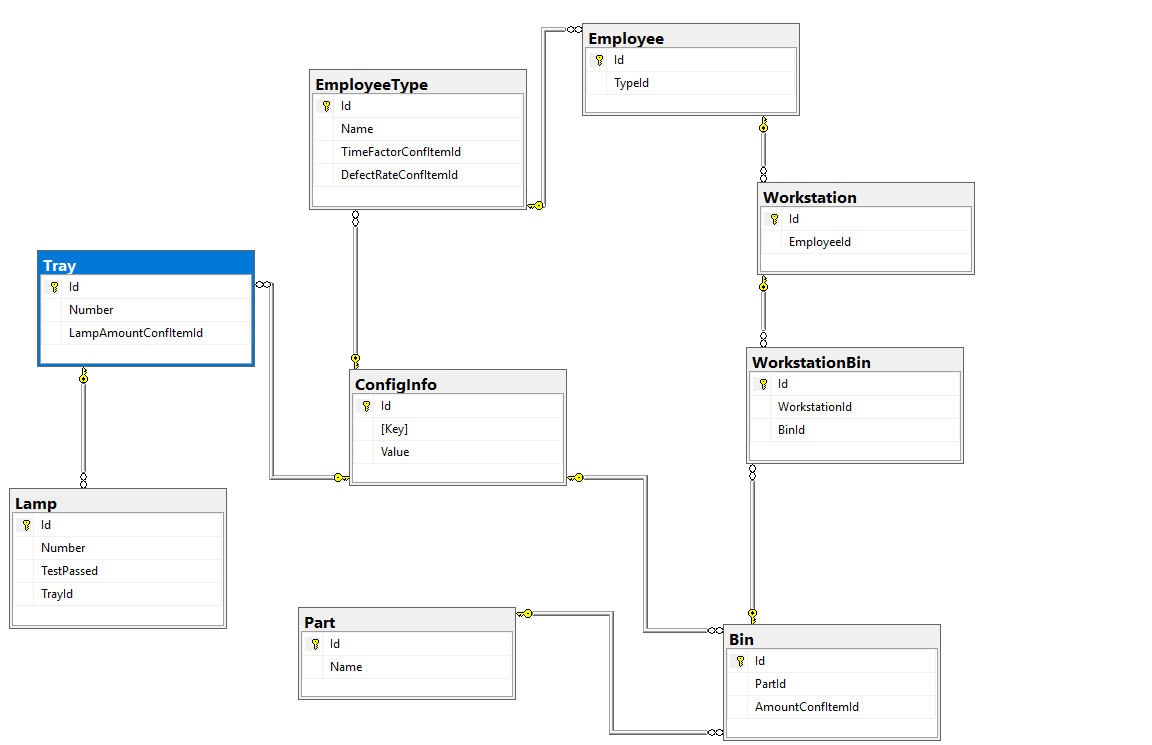 Employee
Id
TypeId
EmployeeType
Id
Name
TimeFactorConfItemId
DefectRateConfItemId
Workstation
Id
EmployeeId
Tray
Id
Number
LampAmountConfItemId
WorkstationBin
Id
WorkstationId
BinId
ConfigInfo
Id
[Key]
Value
Lamp
Id
Number
TestPassed
TrayId
Part
Id
Name
Bin
Id
PartId
AmountConfItemId